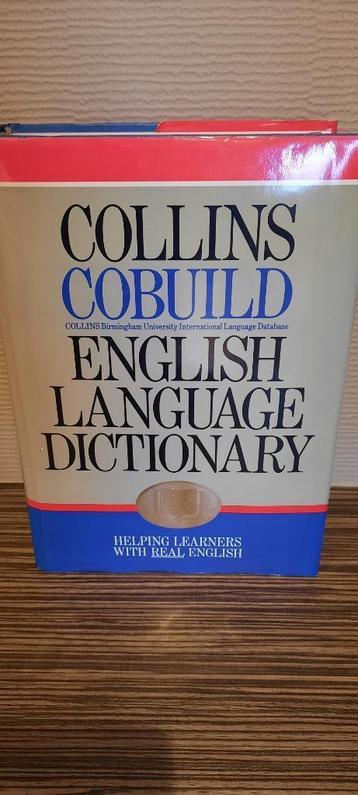 COLLINS
COBUILD
COLLINS Birmingham University International Language Database
ENGLISH
LANGUAGE
DICTIONARY
HELPING LEARNERS
WITH REAL ENGLISH